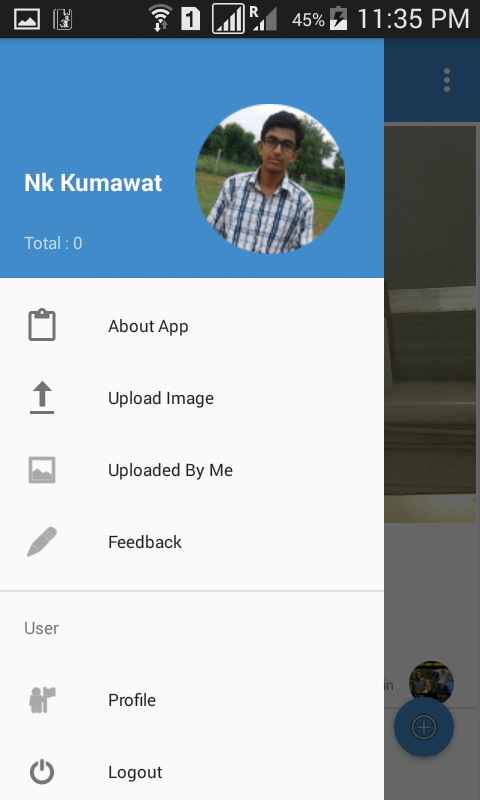 1 R 45% 11:35 PM
Nk Kumawat
Total : 0
About App
Upload Image
Uploaded By Me
Feedback
User
in
Profile
Logout